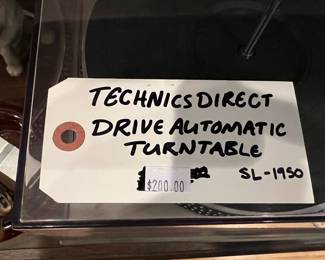 TECHNICS DIRECT
DRIVE AUTOMATIC
TURNTABLE
SL-1950
$200.00